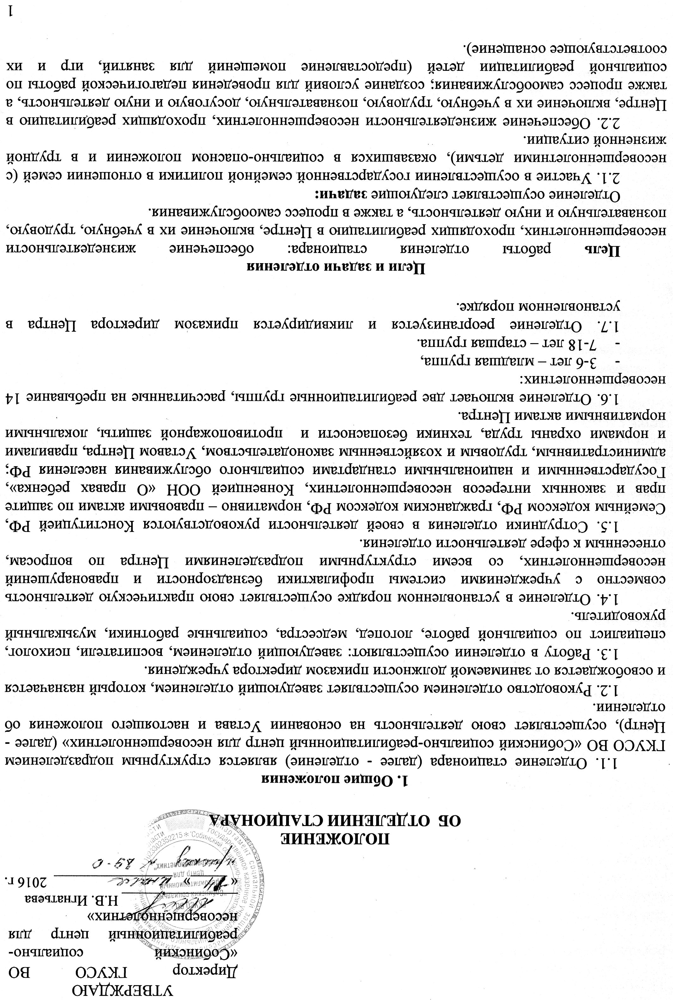 УТВЕРЖДАЮ
Директор ГКУСО ВО
«Собинский социально-
реабилитационный центр для
несовершеннолетних»
Н.В. Игнатьева
« » 2016 г.
ПОЛОЖЕНИЕ
ОБ ОТДЕЛЕНИИ СТАЦИОНАРА
1. Общие положения
1.1. Отделение стационара (далее - отделение) является структурным подразделением
ГКУСО ВО «Собинский социально-реабилитационный центр для несовершеннолетних» (далее -
Центр), осуществляет свою деятельность на основании Устава и настоящего положения об
отделении.
1.2. Руководство отделением осуществляет заведующий отделением, который назначается
и освобождается от занимаемой должности приказом директора учреждения.
1.3. Работу в отделении осуществляют: заведующий отделением, воспитатели, психолог,
специалист по социальной работе, логопед, медсестра, социальные работники, музыкальный
руководитель.
1.4. Отделение в установленном порядке осуществляет свою практическую деятельность
совместно с учреждениями системы профилактики безнадзорности и правонарушений
несовершеннолетних, со всеми структурными подразделениями Центра по вопросам,
отнесенным к сфере деятельности отделения.
1.5. Сотрудники отделения в своей деятельности руководствуются Конституцией РФ,
Семейным кодексом РФ, гражданским кодексом РФ, нормативно – правовыми актами по защите
прав и законных интересов несовершеннолетних, Конвенцией ООН «О правах ребенка»,
Государственными и национальными стандартами социального обслуживания населения РФ;
административным, трудовым и хозяйственным законодательством, Уставом Центра, правилами
и нормами охраны труда, техники безопасности и противопожарной защиты, локальными
нормативными актами Центра.
1.6. Отделение включает две реабилитационные группы, рассчитанные на пребывание 14
несовершеннолетних:
- 3-6 лет – младшая группа,
- 7-18 лет – старшая группа.
1.7. Отделение реорганизуется и ликвидируется приказом директора Центра в
установленном порядке.
Цели и задачи отделения
Цель работы отделения стационара: обеспечение жизнедеятельности
несовершеннолетних, проходящих реабилитацию в Центре, включение их в учебную, трудовую,
познавательную и иную деятельность, а также в процесс самообслуживания.
Отделение осуществляет следующие задачи:
2.1. Участие в осуществлении государственной семейной политики в отношении семей (с
несовершеннолетними детьми), оказавшихся в социально-опасном положении и в трудной
жизненной ситуации.
2.2. Обеспечение жизнедеятельности несовершеннолетних, проходящих реабилитацию в
Центре, включение их в учебную, трудовую, познавательную, досуговую и иную деятельность, а
также процесс самообслуживания; создание условий для проведения педагогической работы по
социальной реабилитации детей (предоставление помещений для занятий, игр и их
соответствующее оснащение).
1